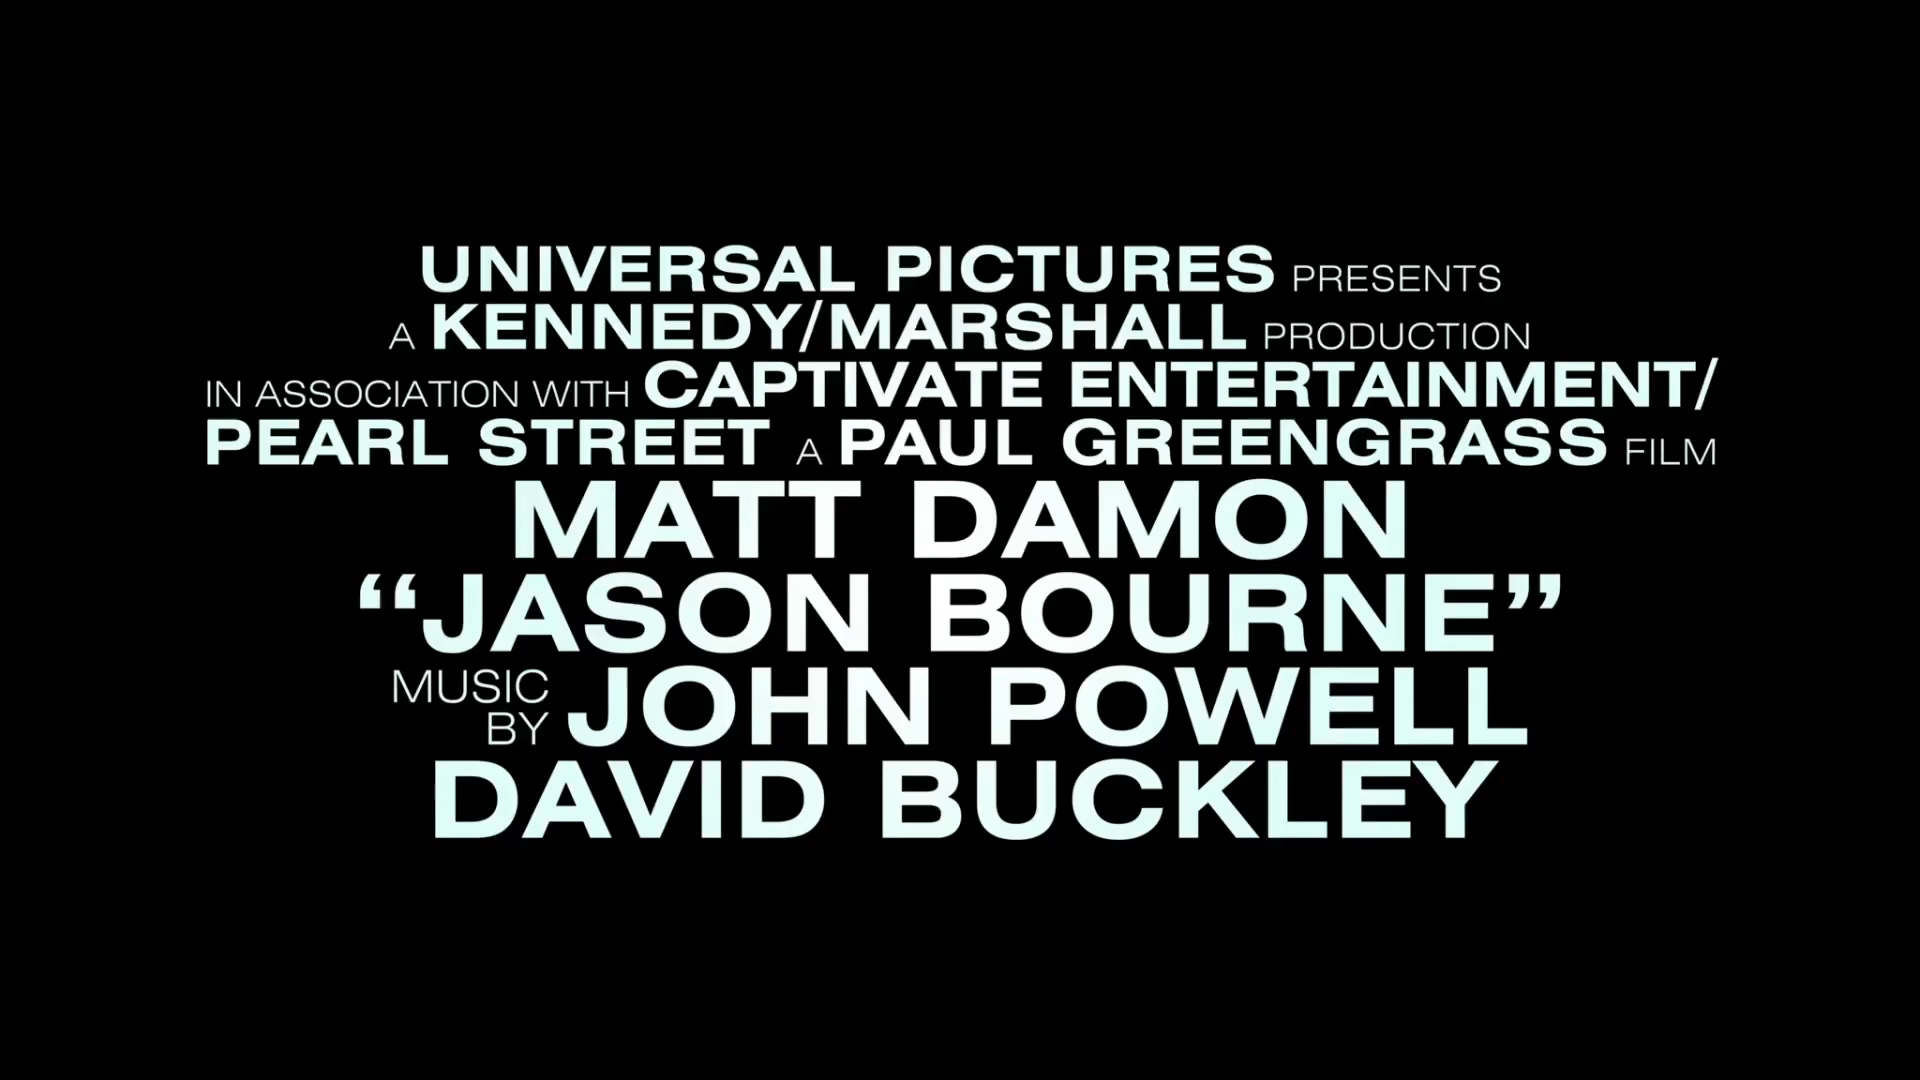 UNIVERSAL PICTURES PRESENTS
A KENNEDY/MARSHALL PRODUCTION
IN ASSOCIATION WITH CAPTIVATE ENTERTAINMENT/
PEARL STREET A PAUL GREENGRASS FILM
MATT DAMON
“JASON BOURNE”
MUSIC BY JOHN POWELL
DAVID BUCKLEY